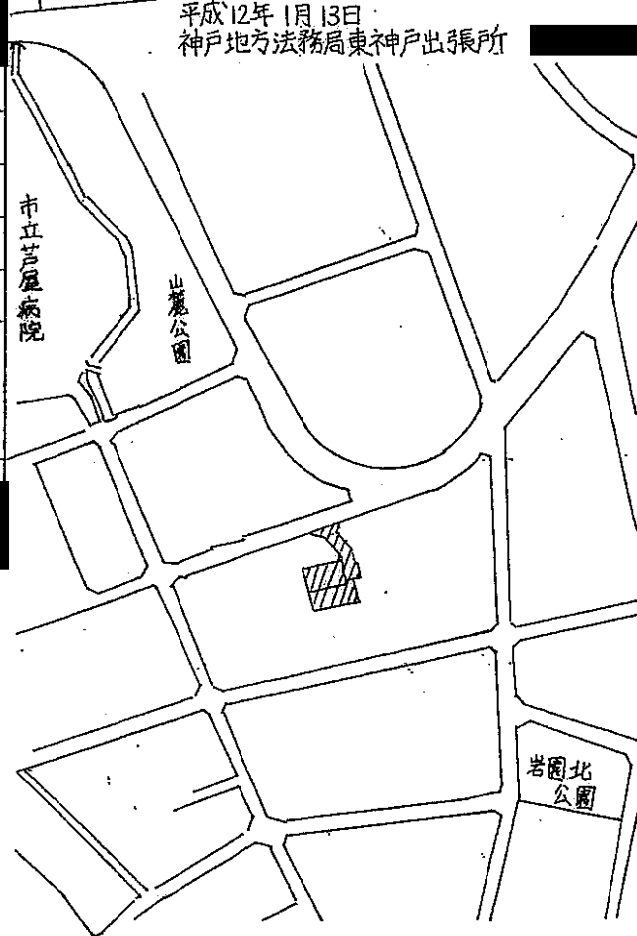 平成12年1月13日
神戸地方法務局東神戸出張所
市立芦屋病院
山麓公園
岩園北
公園